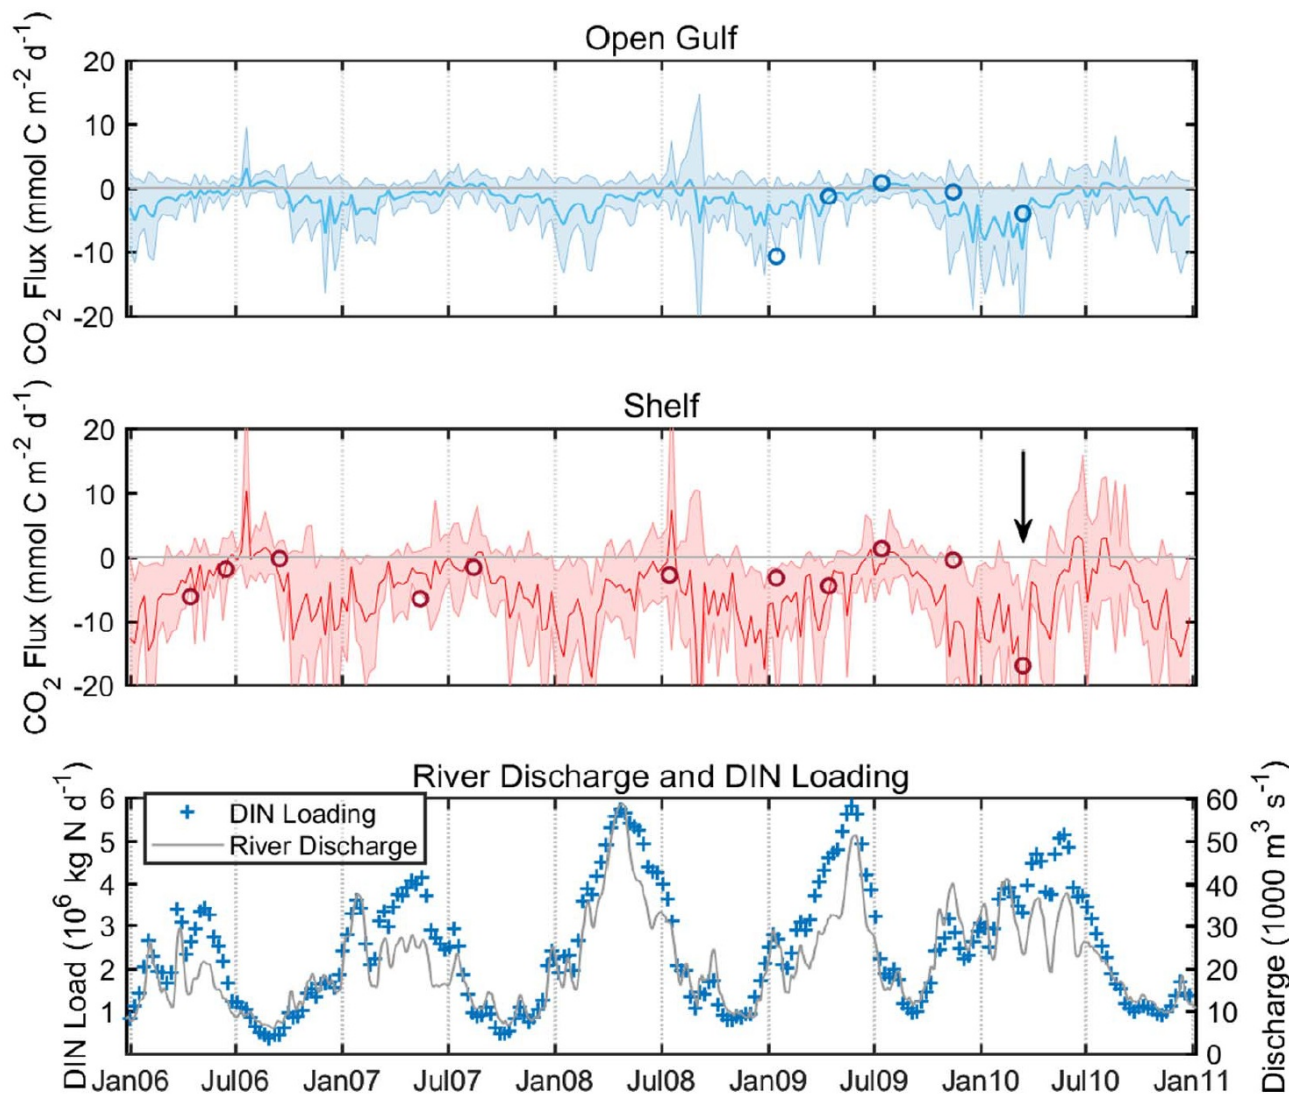 Open Gulf
CO2 Flux (mmol C m-2 d-1)
20
10
0
-10
-20
Shelf
CO2 Flux (mmol C m-2 d-1)
20
10
0
-10
-20
River Discharge and DIN Loading
DIN Load (10^6 kg N d-1)
6
5
4
3
2
1
DIN Loading
River Discharge
60
50
40
30
20
10
0
Discharge (1000 m3 s-1)
Jan06 Jul06 Jan07 Jul07 Jan08 Jul08 Jan09 Jul09 Jan10 Jul10 Jan11